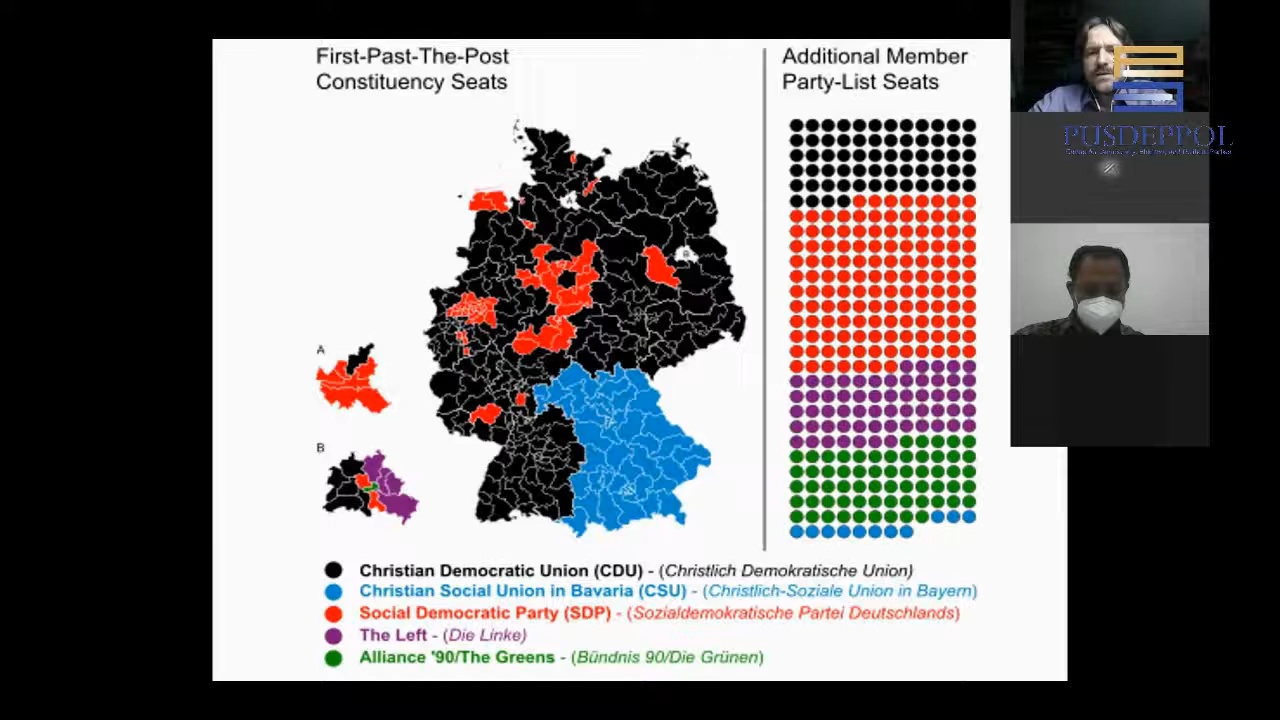 First-Past-The-Post
Constituency Seats
Additional Member
Party-List Seats
PUSDEPPOL
A
B
A
B
Christian Democratic Union (CDU) - (Christlich Demokratische Union)
Christian Social Union in Bavaria (CSU) - (Christlich-Soziale Union in Bayern)
Social Democratic Party (SDP) - (Sozialdemokratische Partei Deutschlands)
The Left - (Die Linke)
Alliance '90/The Greens - (Bündnis 90/Die Grünen)